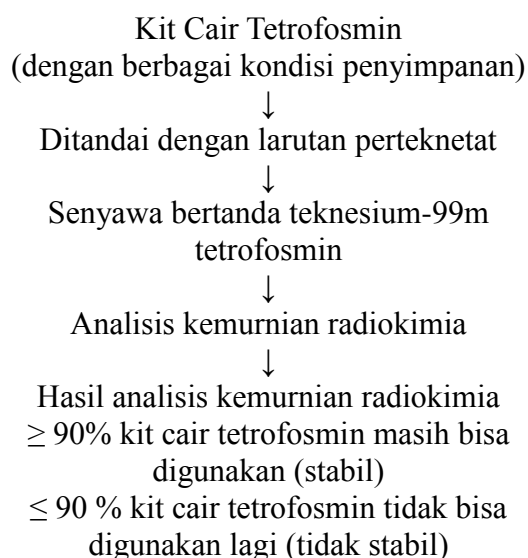 Kit Cair Tetrofosmin
(dengan berbagai kondisi penyimpanan)
↓
Ditandai dengan larutan perteknetat
↓
Senyawa bertanda teknesium-99m
tetrofosmin
↓
Analisis kemurnian radiokimia
↓
Hasil analisis kemurnian radiokimia
≥ 90% kit cair tetrofosmin masih bisa
digunakan (stabil)
≤ 90 % kit cair tetrofosmin tidak bisa
digunakan lagi (tidak stabil)